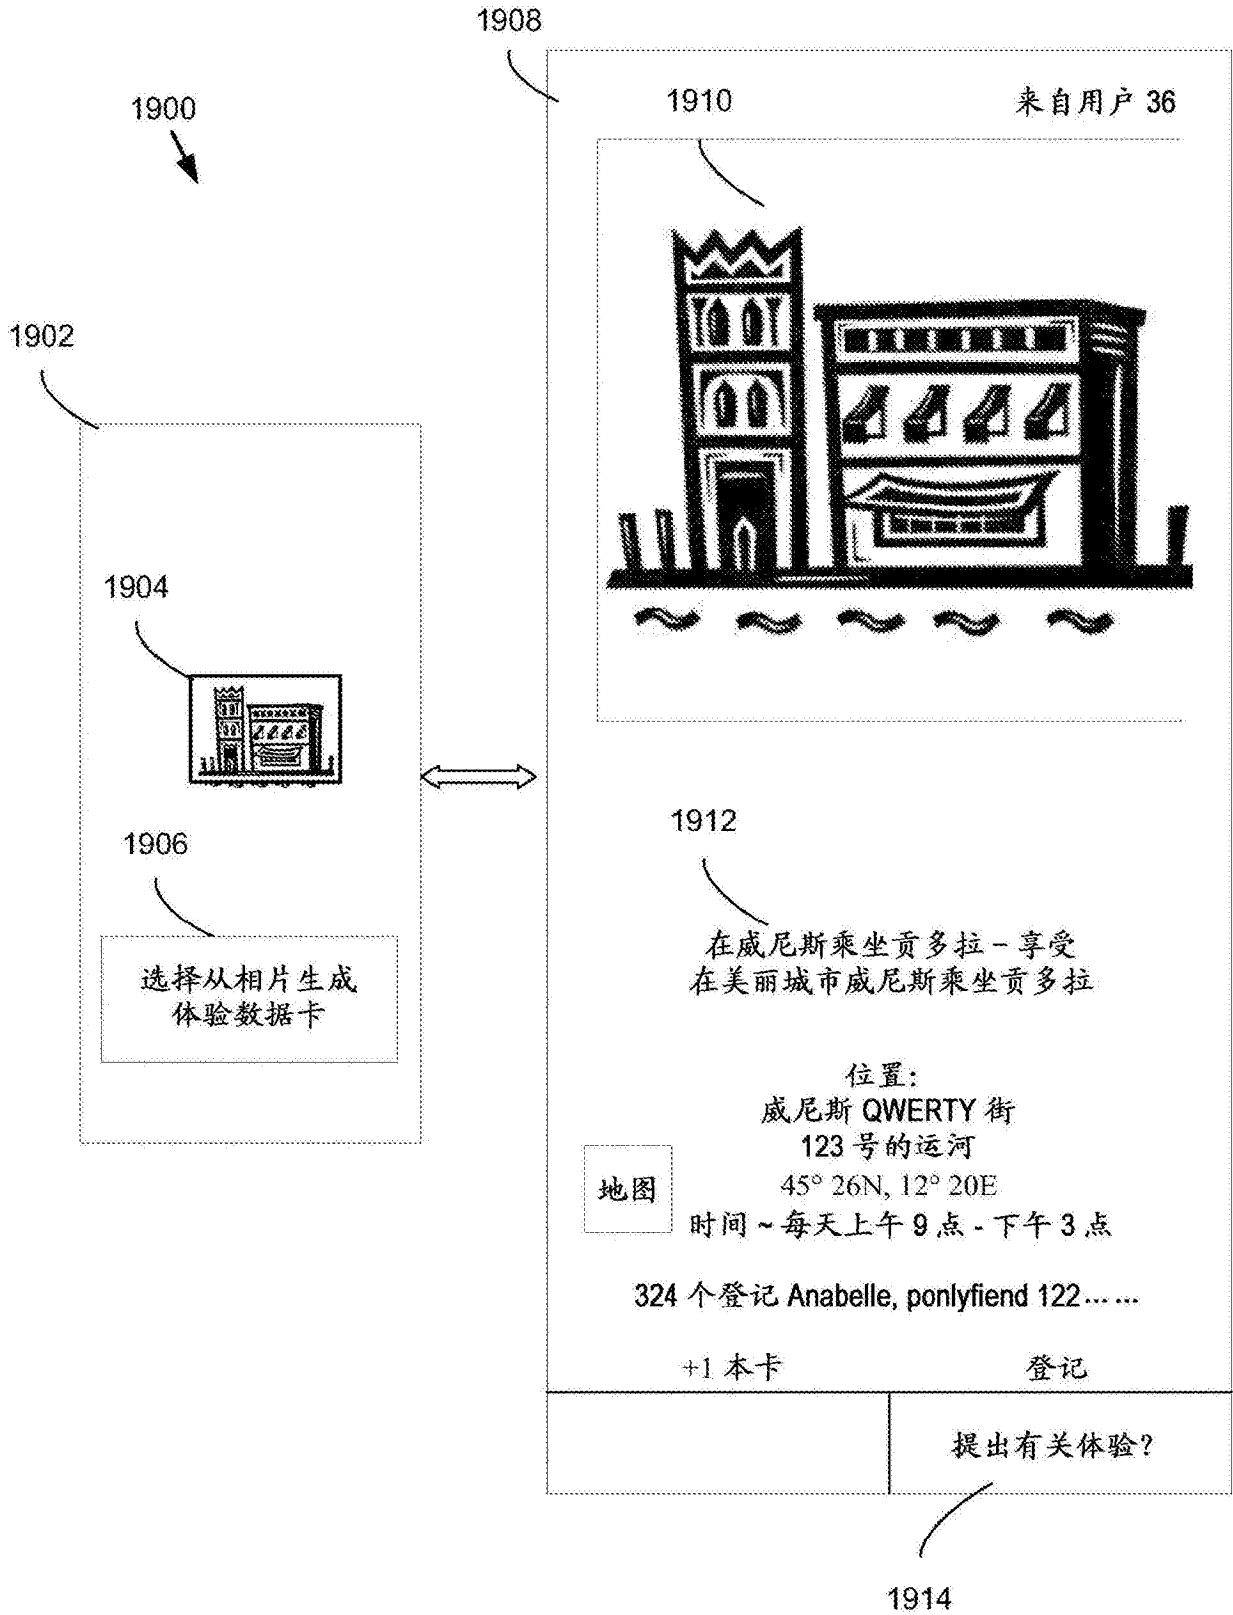 1908
1900
1910
来自用户 36
1902
1904
1906
选择从相片生成
体验数据卡
1912
在威尼斯乘坐贡多拉 – 享受
在美丽城市威尼斯乘坐贡多拉
位置：
威尼斯 QWERTY 街
123 号的运河
地图
45° 26N, 12° 20E
时间 ~ 每天上午 9 点 - 下午 3 点
324 个登记 Anabelle, ponlyfiend 122……
+1 本卡
登记
提出有关体验？
1914